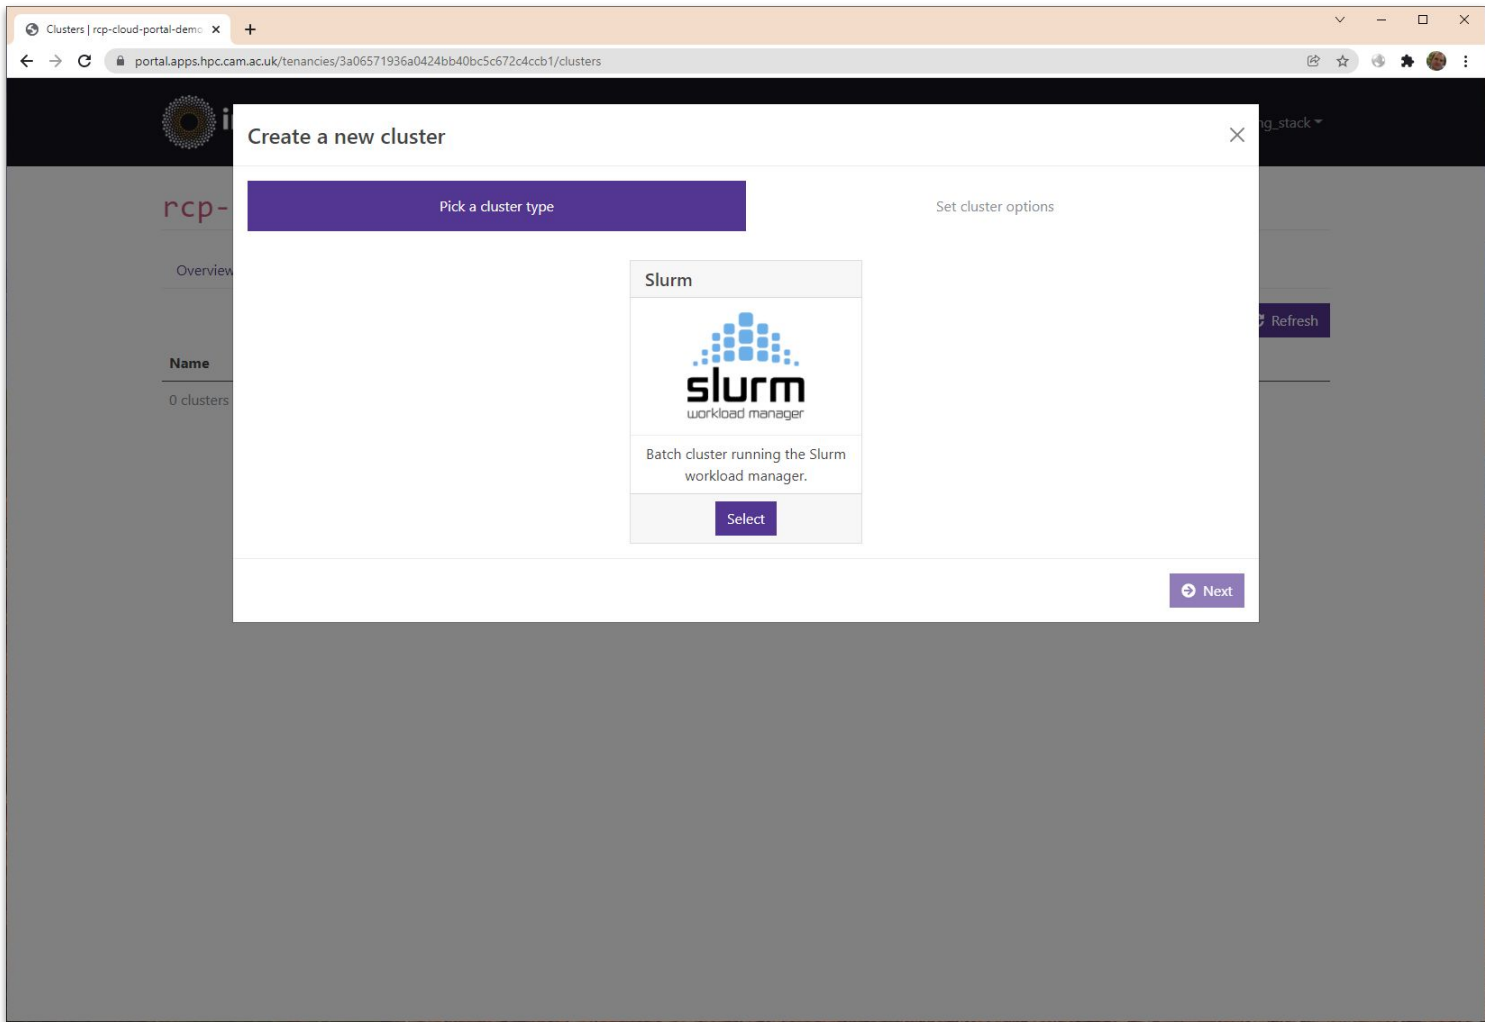 Clusters | rcp-cloud-portal-demo
portal.apps.hpc.cam.ac.uk/tenancies/3a06571936a0424bb40bc5c672c4ccb1/clusters
Create a new cluster
ng_stack
rcp-
Pick a cluster type
Set cluster options
Overview
Slurm
Refresh
slurm
workload manager
Name
0 clusters
Batch cluster running the Slurm
workload manager.
Select
Next